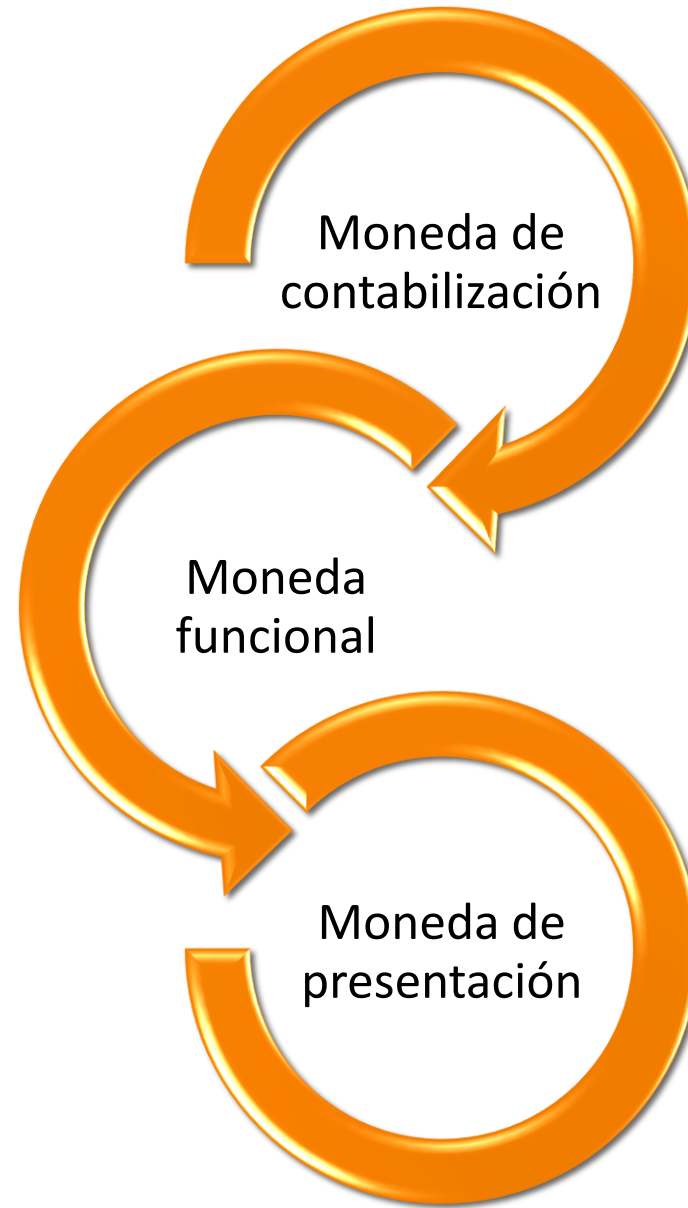 Moneda de
contabilización
Moneda
funcional
Moneda de
presentación